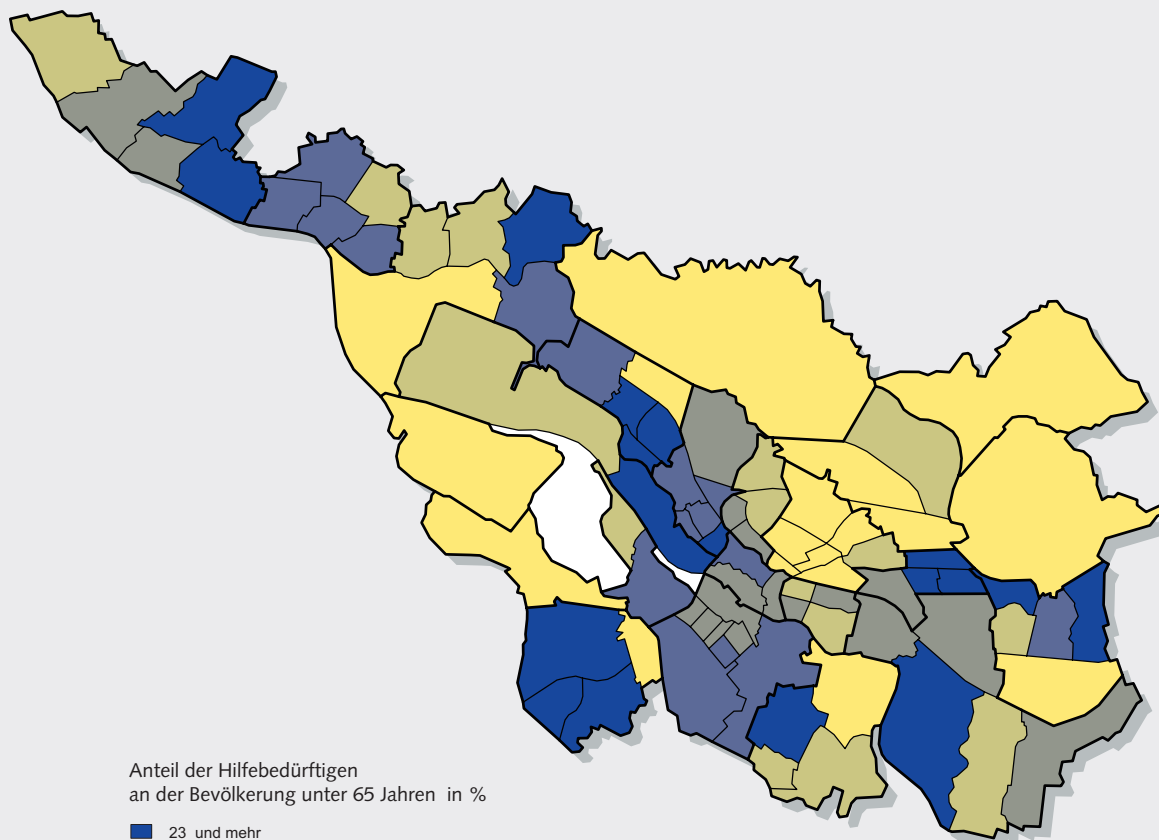 Anteil der Hilfebedürftigen
an der Bevölkerung unter 65 Jahren in %
23 und mehr